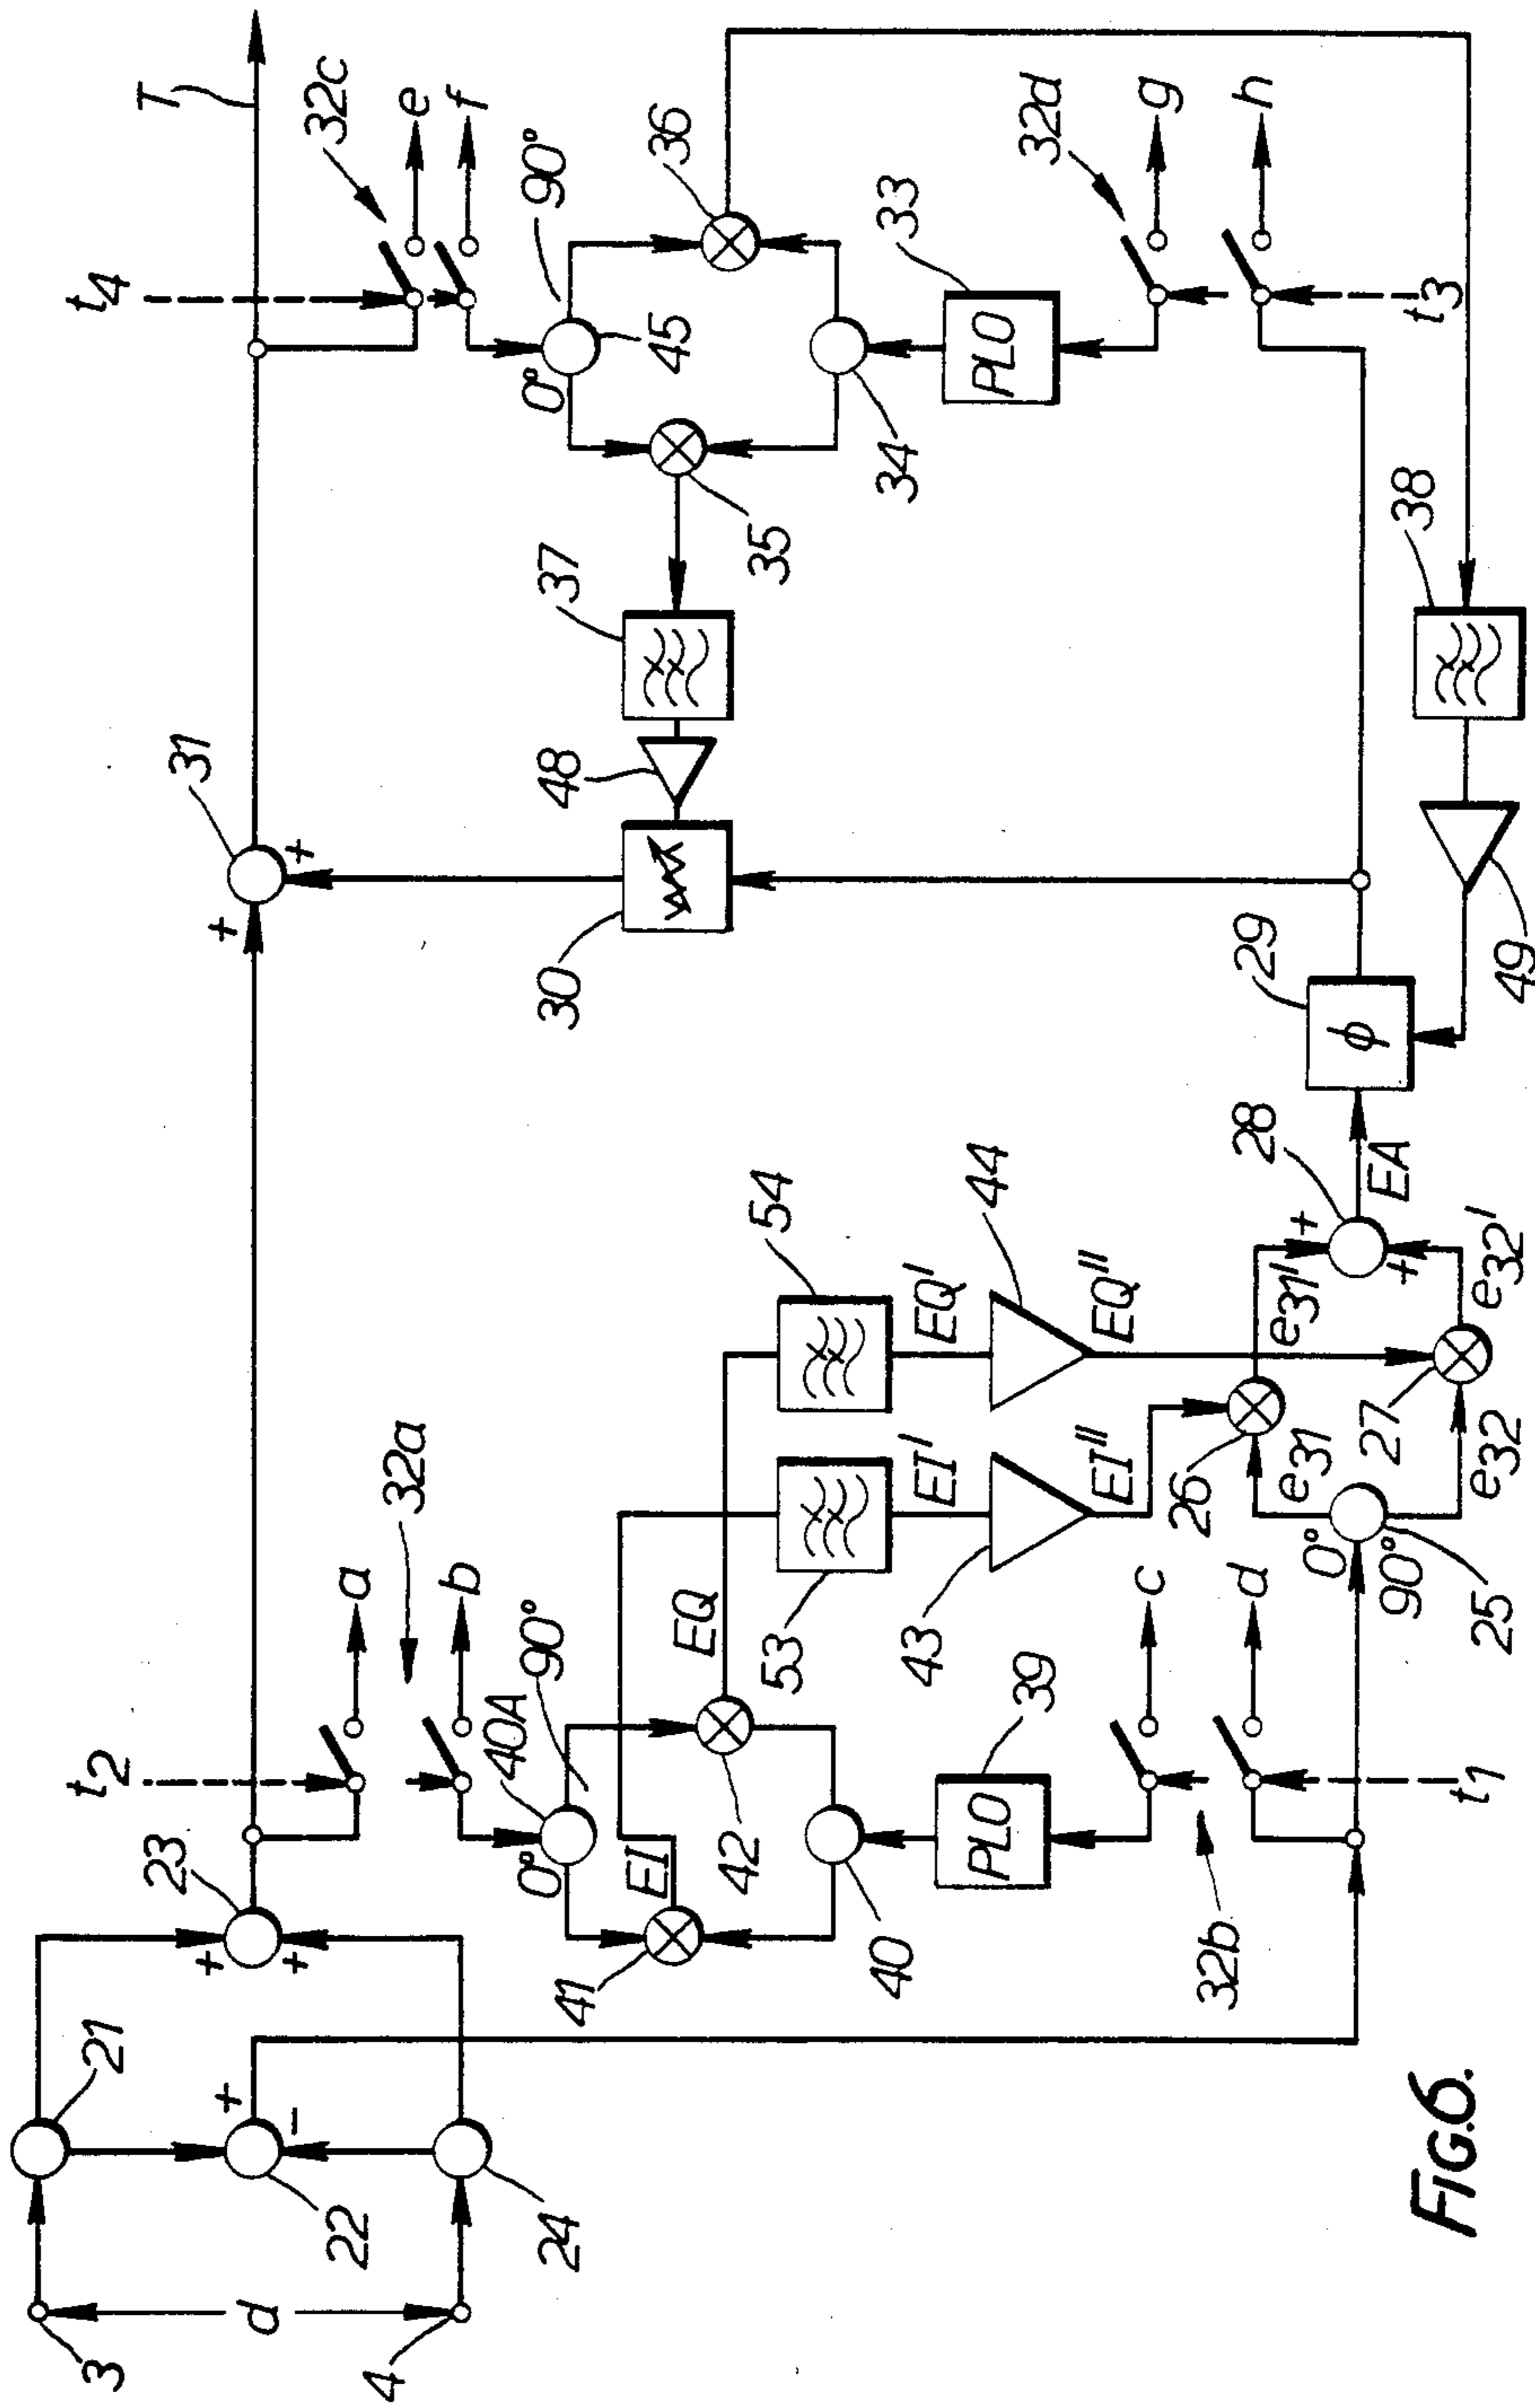 3
4
d
21
22
24
23
+
+
+
−
t2
a
32a
b
T
31
+
+
t4
32c
e
f
40A
0°
90°
41
EI
42
EQ
40
PLO
39
53
54
EI'
EQ'
43
44
EI"
EQ"
c
d
32b
t1
0°
90°
25
e31
e32
26
27
e31'
e32'
+
+
28
EA
29
φ
30
48
37
35
0°
90°
45
36
34
PLO
33
32d
g
h
t3
38
49
FIG.6.